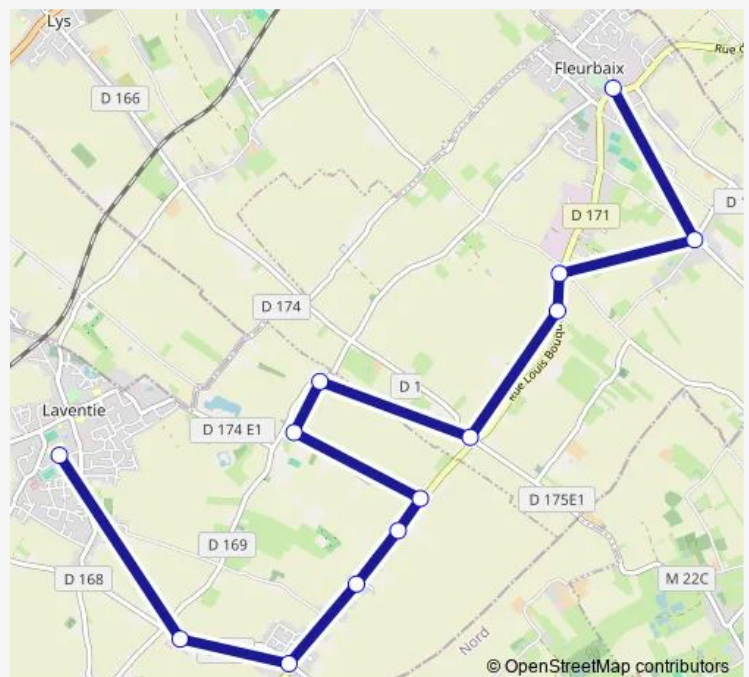 Lys
Fleurbaix
D 166
D 171
D 174
D 1
Rue Louis Bouqu
Laventie
D 174 E1
D 175E1
D 169
D 168
M 22C
Nord
© OpenStreetMap contributors